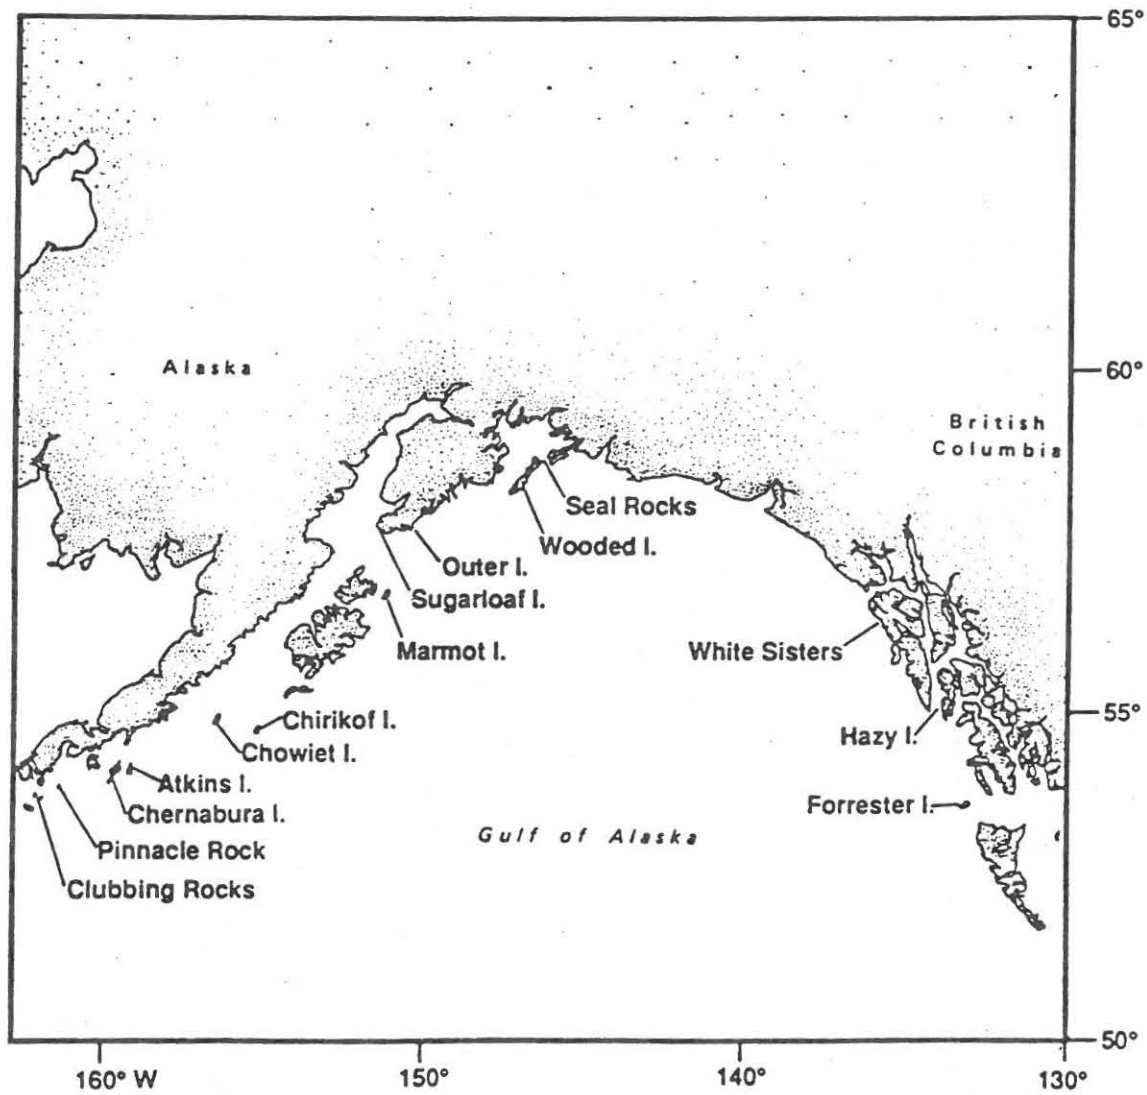 65°
Alaska
60°
British
Columbia
Seal Rocks
Wooded I.
Outer I.
Sugarloaf I.
Marmot I.
White Sisters
Chirikof I.
55°
Hazy I.
Chowiet I.
Atkins I.
Chernabura I.
Forrester I.
Gulf of Alaska
Pinnacle Rock
Clubbing Rocks
50°
160° W
150°
140°
130°